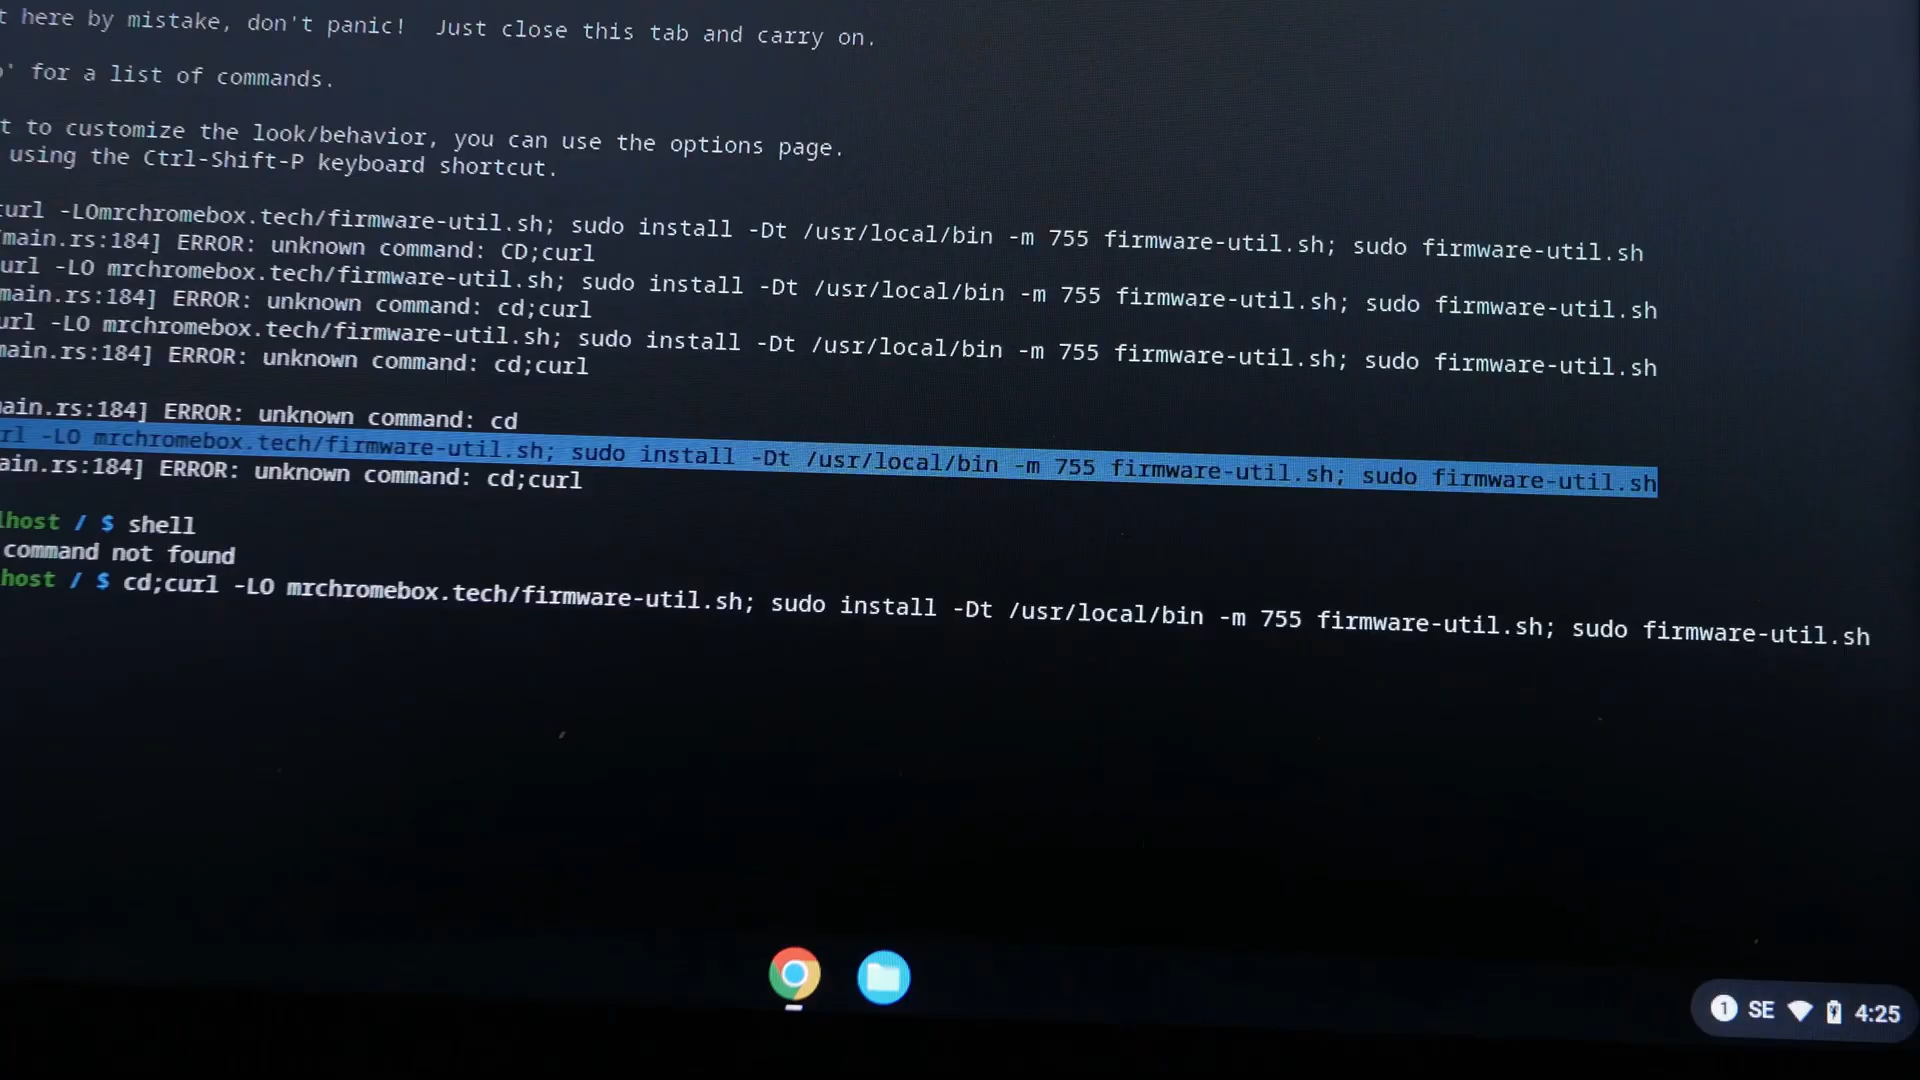 t here by mistake, don't panic!  Just close this tab and carry on.
' for a list of commands.
t to customize the look/behavior, you can use the options page.
using the Ctrl-Shift-P keyboard shortcut.
curl -LOmrchromebox.tech/firmware-util.sh; sudo install -Dt /usr/local/bin -m 755 firmware-util.sh; sudo firmware-util.sh
main.rs:184] ERROR: unknown command: CD;curl
url -LO mrchromebox.tech/firmware-util.sh; sudo install -Dt /usr/local/bin -m 755 firmware-util.sh; sudo firmware-util.sh
main.rs:184] ERROR: unknown command: cd;curl
url -LO mrchromebox.tech/firmware-util.sh; sudo install -Dt /usr/local/bin -m 755 firmware-util.sh; sudo firmware-util.sh
main.rs:184] ERROR: unknown command: cd;curl
ain.rs:184] ERROR: unknown command: cd
rl -LO mrchromebox.tech/firmware-util.sh; sudo install -Dt /usr/local/bin -m 755 firmware-util.sh; sudo firmware-util.sh
ain.rs:184] ERROR: unknown command: cd;curl
lhost / $ shell
command not found
host / $ cd;curl -LO mrchromebox.tech/firmware-util.sh; sudo install -Dt /usr/local/bin -m 755 firmware-util.sh; sudo firmware-util.sh
1 SE 4:25